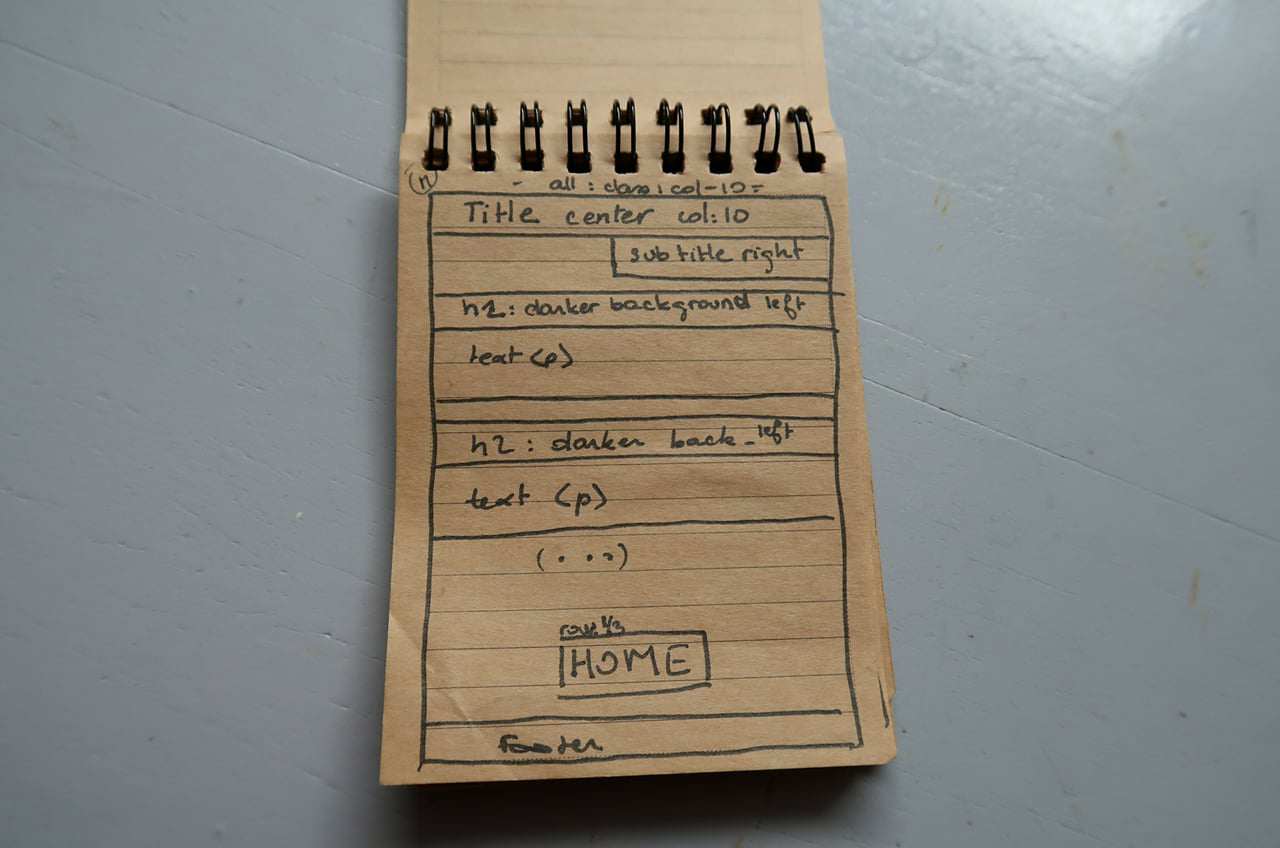 (n)
- all : class : col-10 =
Title center col:10
sub title right
h2: darker background left
text (p)
h2 : darker back - left
text (p)
(...)
row 1/3
HOME
Footer